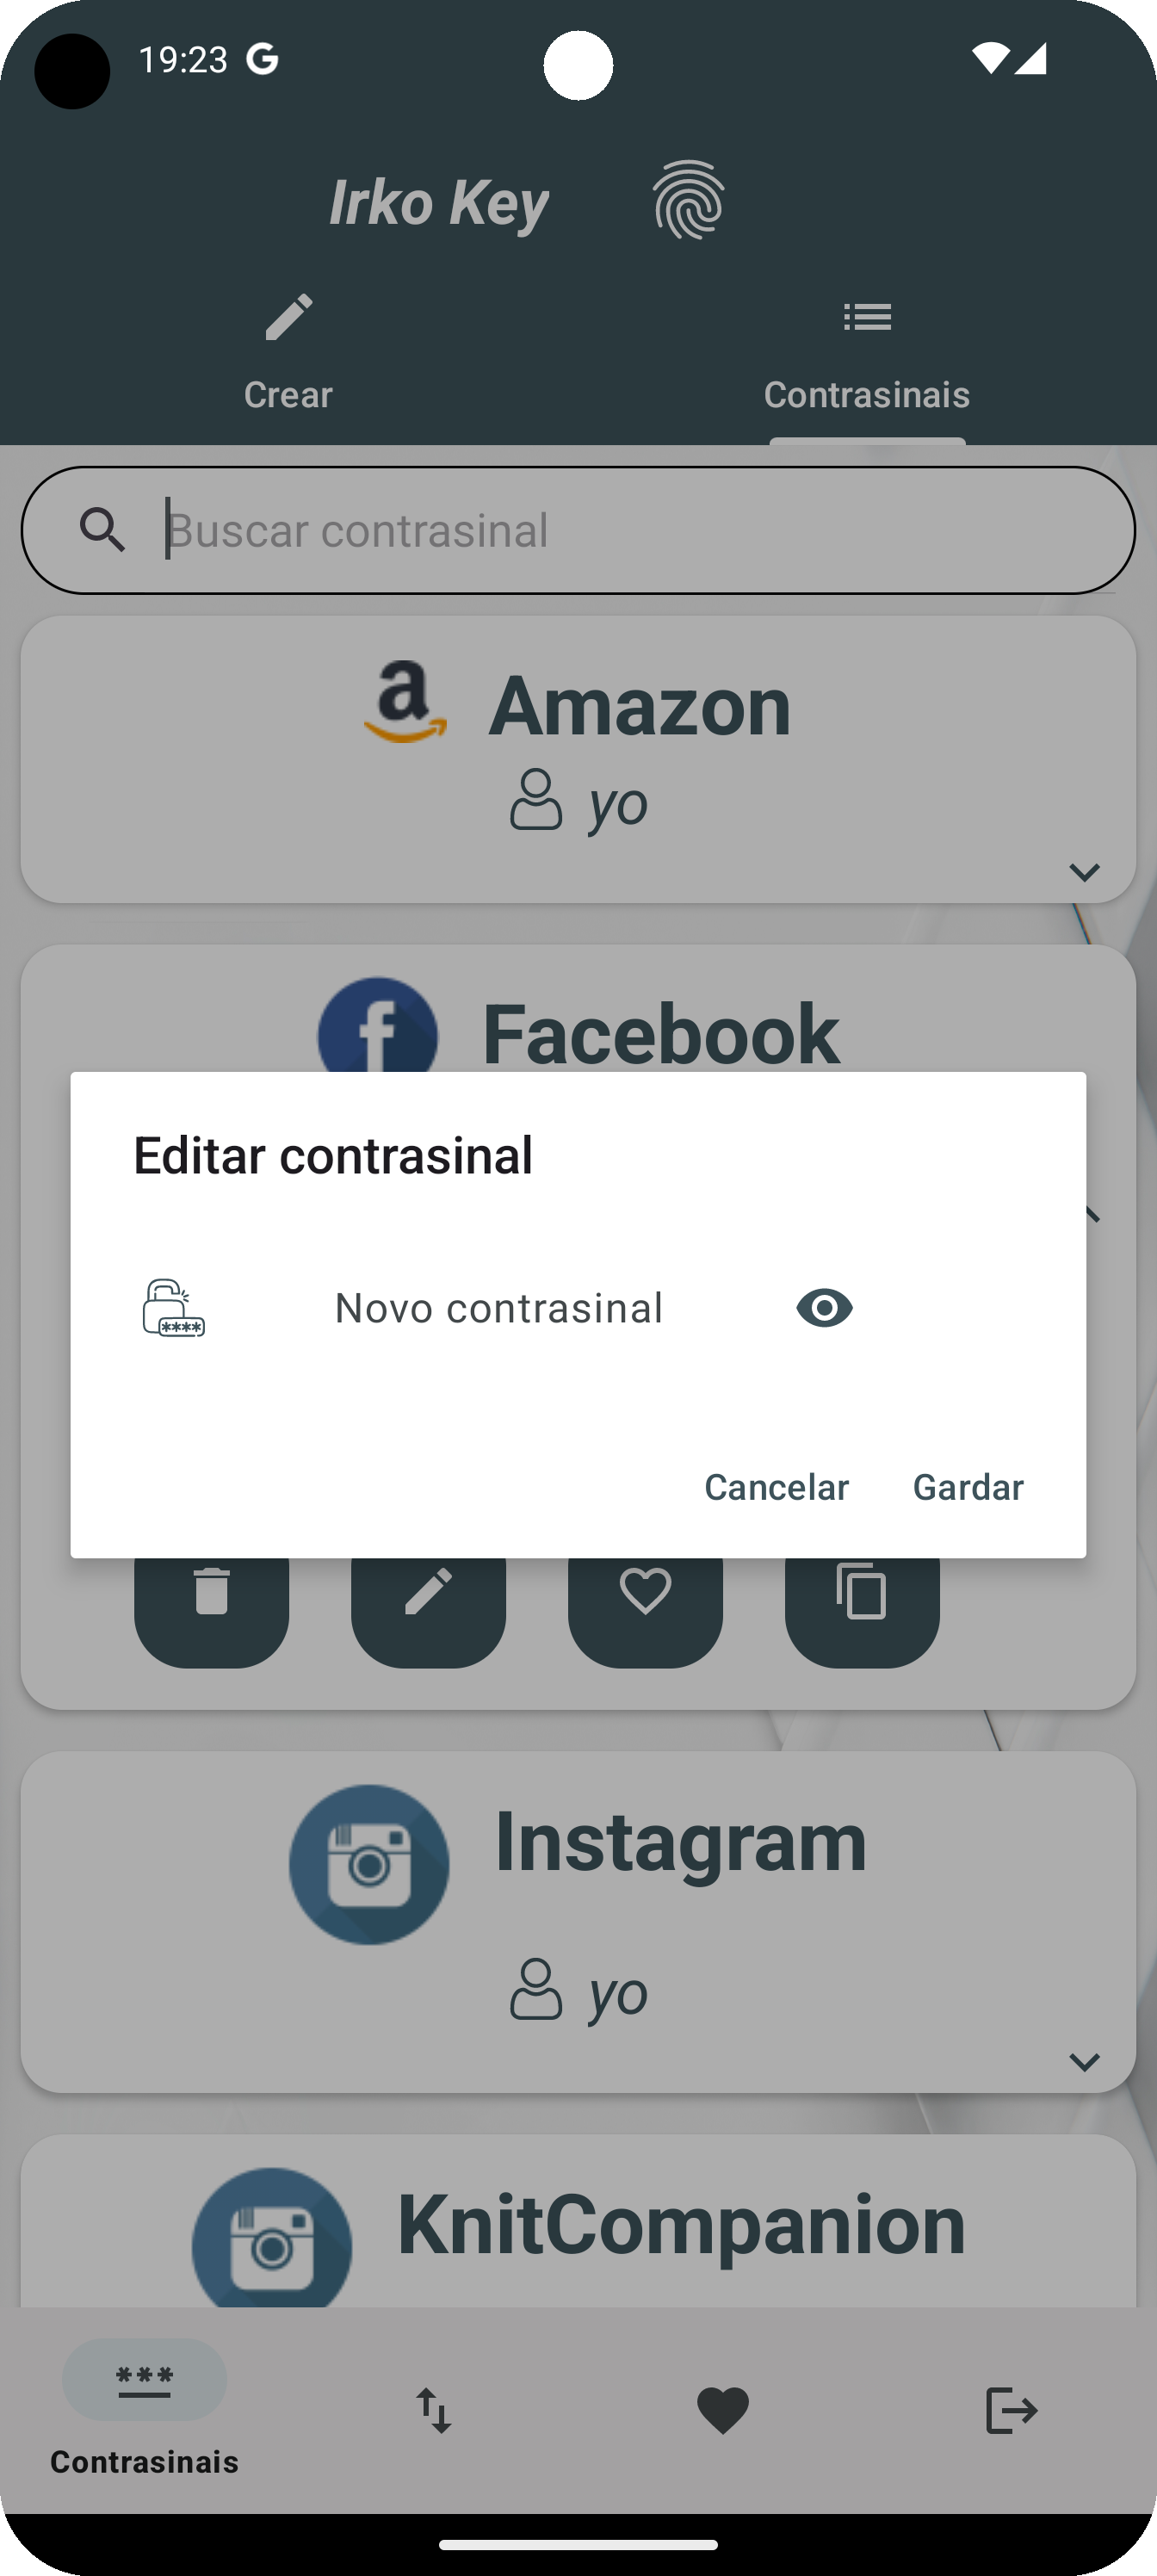 19:23
Irko Key
Crear
Contrasinais
Buscar contrasinal
Amazon
yo
Facebook
Editar contrasinal
Novo contrasinal
Cancelar Gardar
Instagram
yo
KnitCompanion
Contrasinais